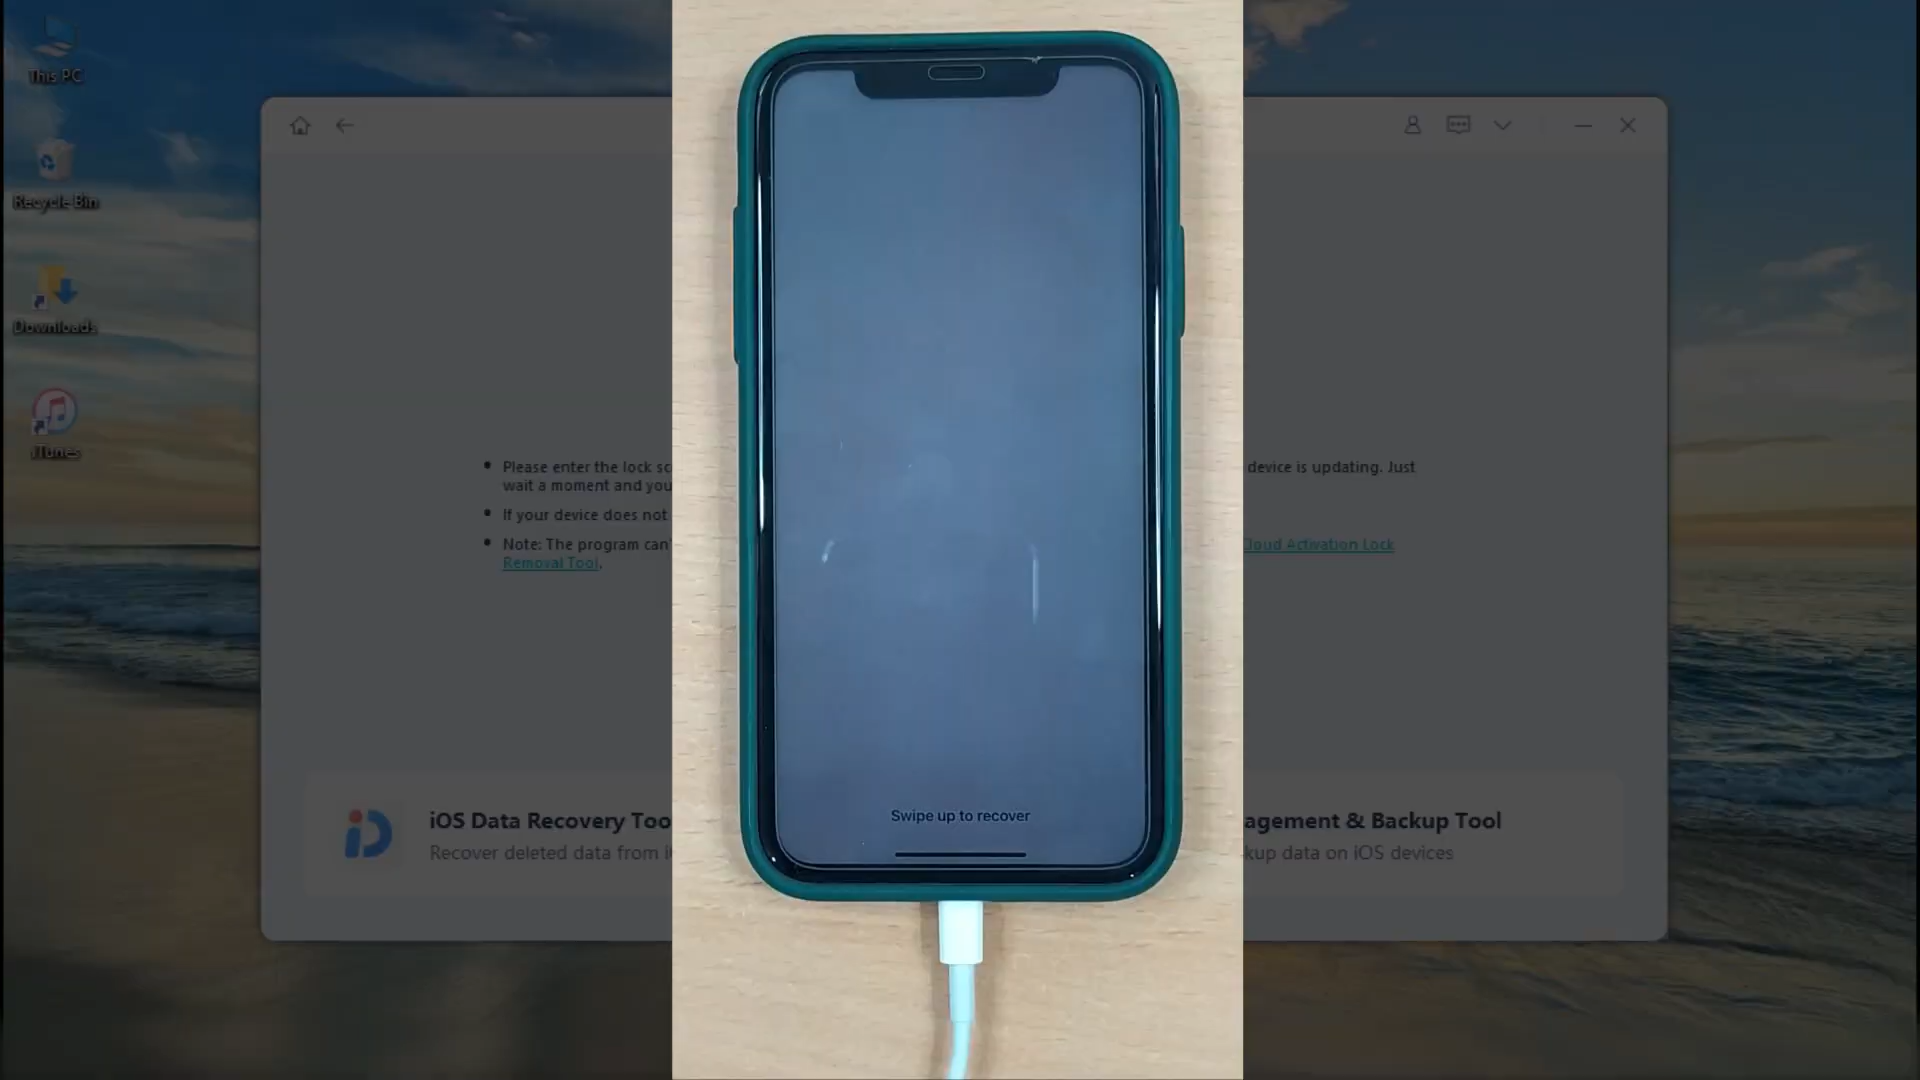 This PC
Recycle Bin
Downloads
iTunes
Please enter the lock
device is updating. Just
wait a moment and you
If your device does not
Note: The program can'
Cloud Activation Lock
Removal Tool.
iOS Data Recovery Too
Recover deleted data from
agement & Backup Tool
kup data on iOS devices
Swipe up to recover